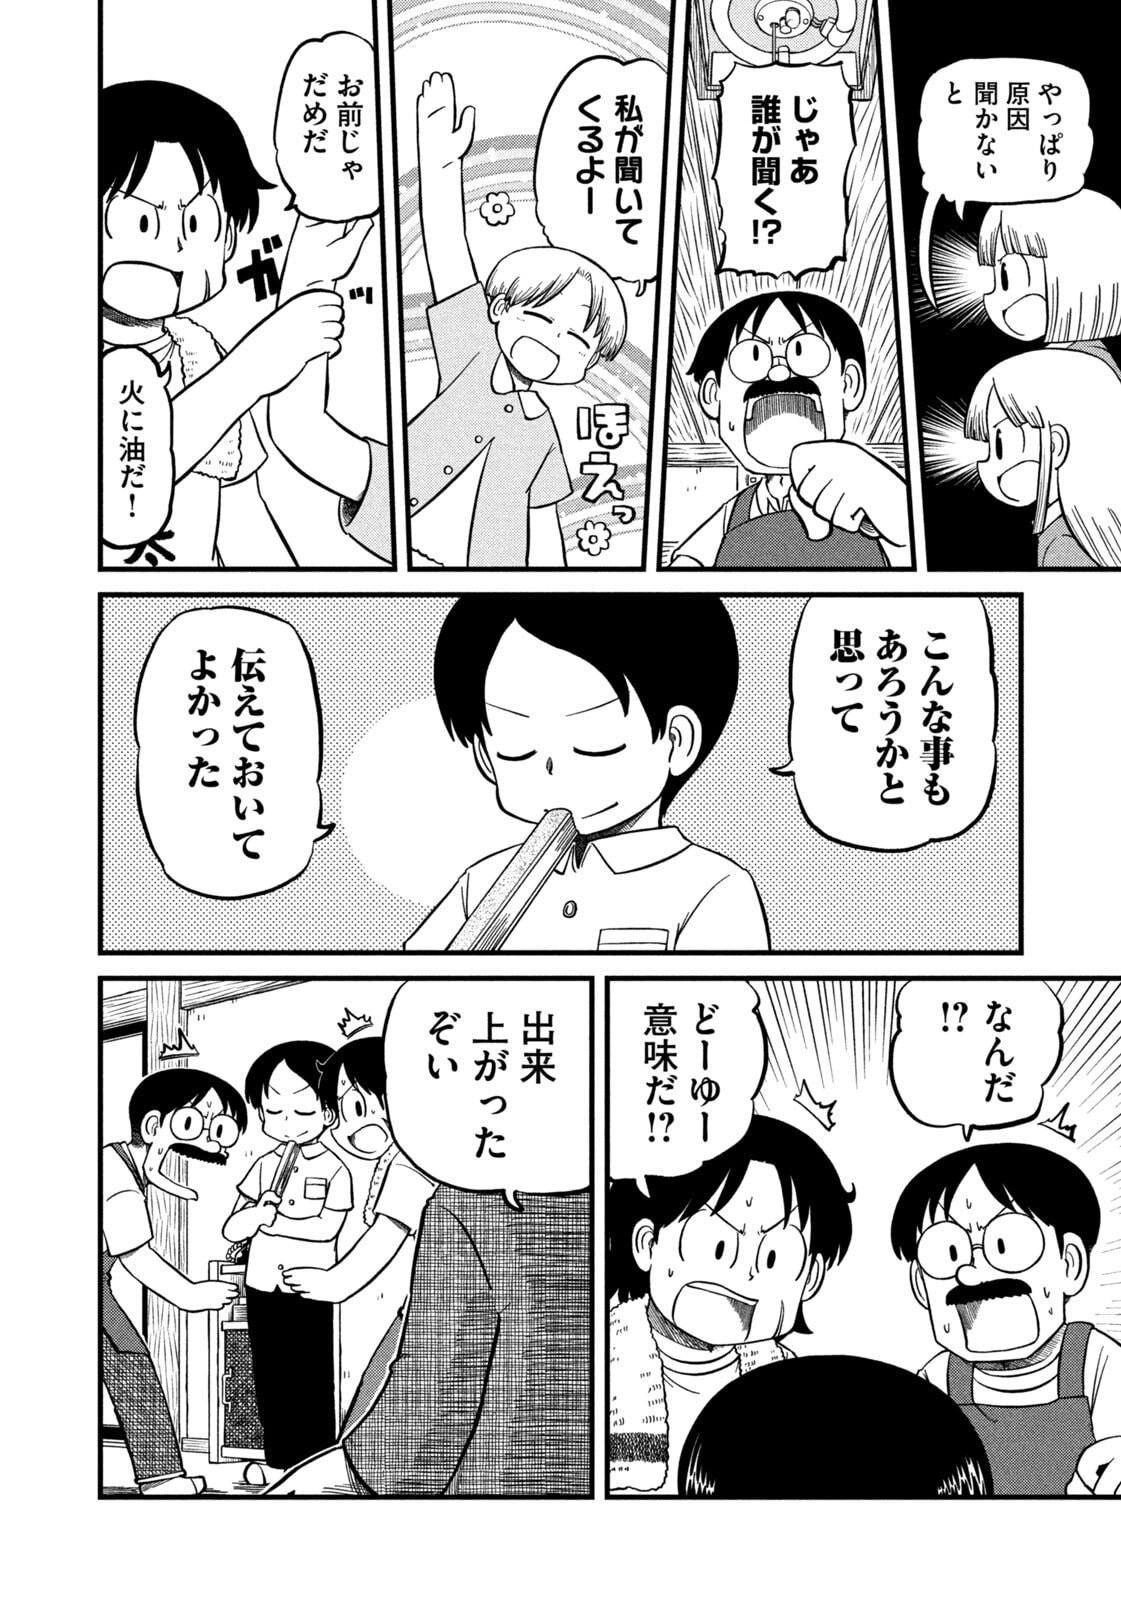 やっぱり
原因
聞かない
と
じゃあ
誰が聞く!?
私が聞いて
くるよー
ほえっ
お前じゃ
だめだ
ガッ
火に油だ！
こんな事も
あろうかと
思って
伝えておいて
よかった
なんだ
!?
どーゆー
意味だ!?
出来
上がった
ぞい